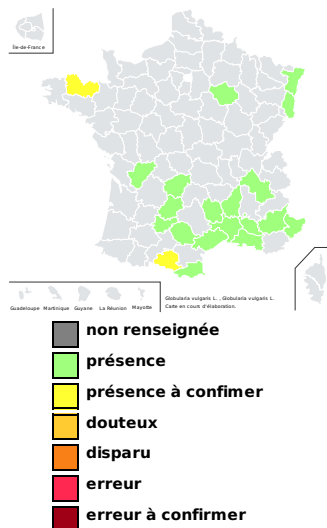 Île-de-France
Guadeloupe Martinique Guyane La Réunion Mayotte
Globularia vulgaris L. , Globularia vulgaris L.
Carte en cours d'élaboration.
non renseignée
présence
présence à confimer
douteux
disparu
erreur
erreur à confirmer